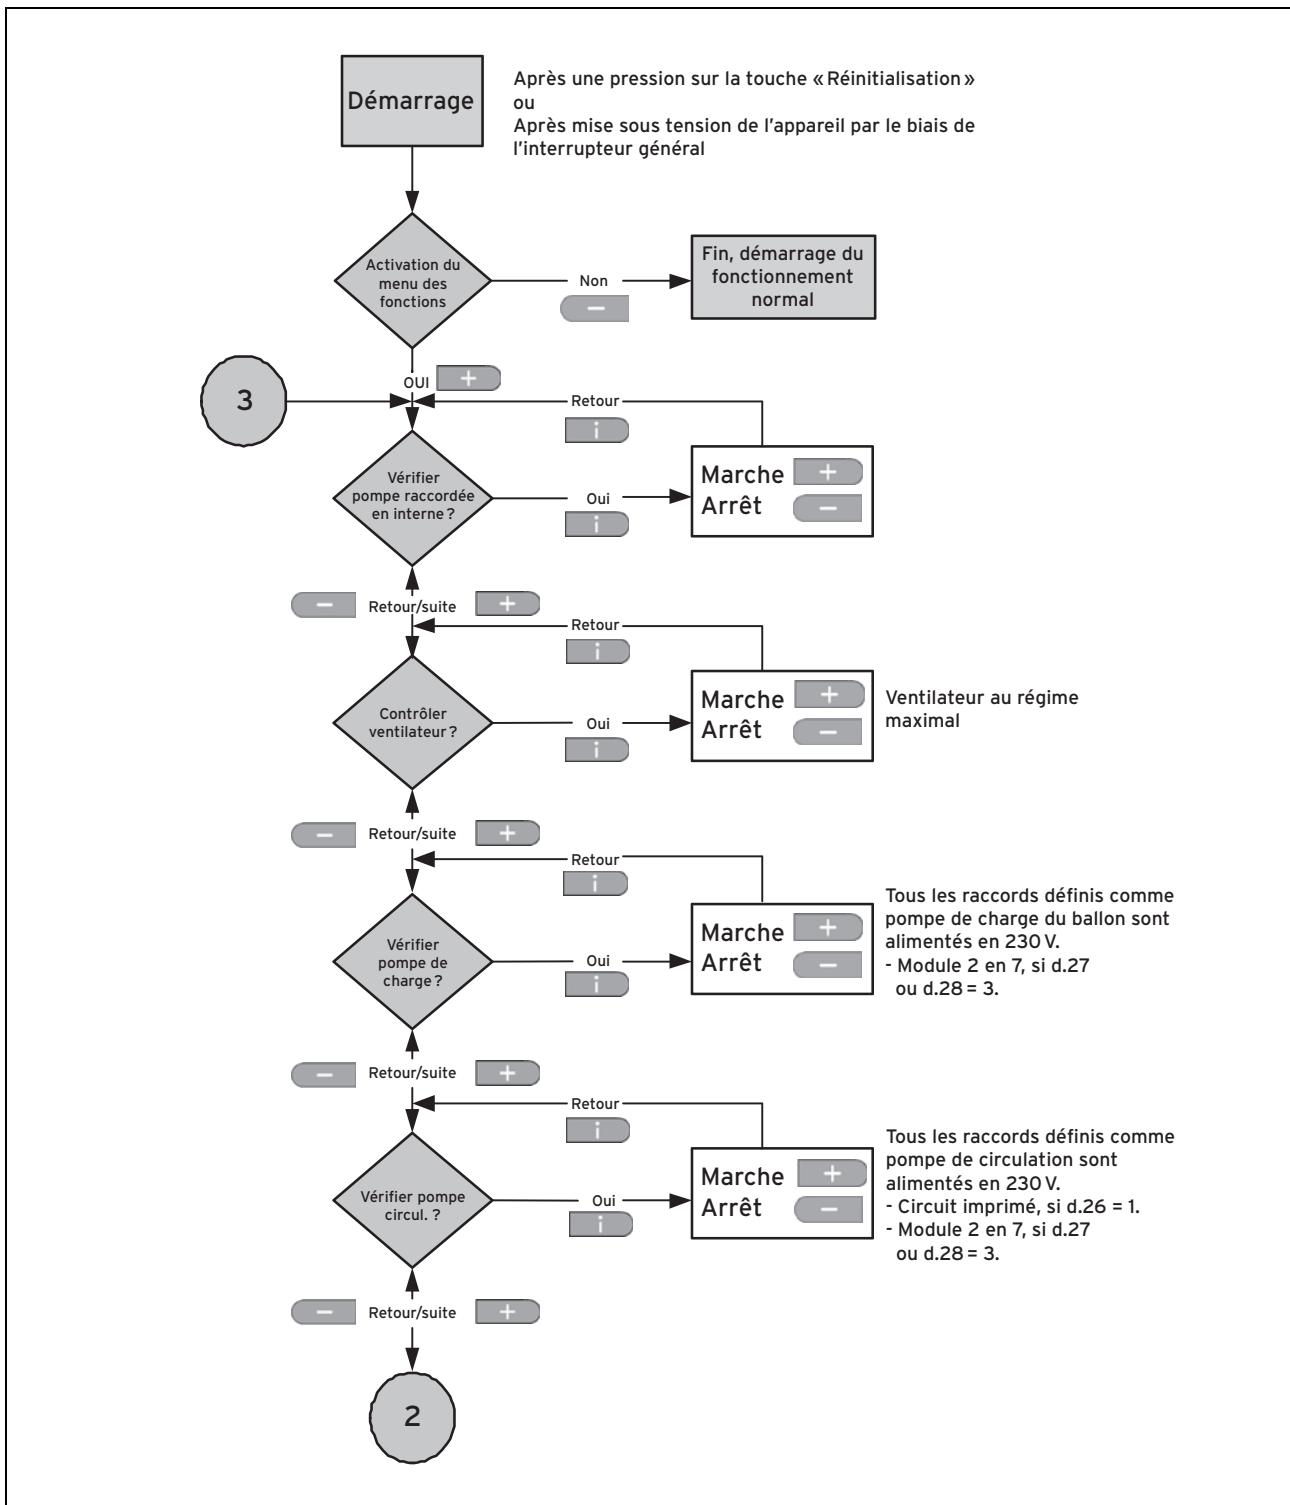 Démarrage
Après une pression sur la touche « Réinitialisation »
ou
Après mise sous tension de l'appareil par le biais de
l'interrupteur général
Activation du
menu des
fonctions
Non
−
Fin, démarrage du
fonctionnement
normal
OUI +
3
Retour
i
Vérifier
pompe raccordée
en interne ?
Oui
i
Marche +
Arrêt −
− Retour/suite +
Retour
i
Contrôler
ventilateur ?
Oui
i
Marche +
Arrêt −
Ventilateur au régime
maximal
− Retour/suite +
Retour
i
Vérifier
pompe de
charge ?
Oui
i
Marche +
Arrêt −
Tous les raccords définis comme
pompe de charge du ballon sont
alimentés en 230 V.
- Module 2 en 7, si d.27
ou d.28 = 3.
− Retour/suite +
Retour
i
Vérifier pompe
circul. ?
Oui
i
Marche +
Arrêt −
Tous les raccords définis comme
pompe de circulation sont
alimentés en 230 V.
- Circuit imprimé, si d.26 = 1.
- Module 2 en 7, si d.27
ou d.28 = 3.
− Retour/suite +
2